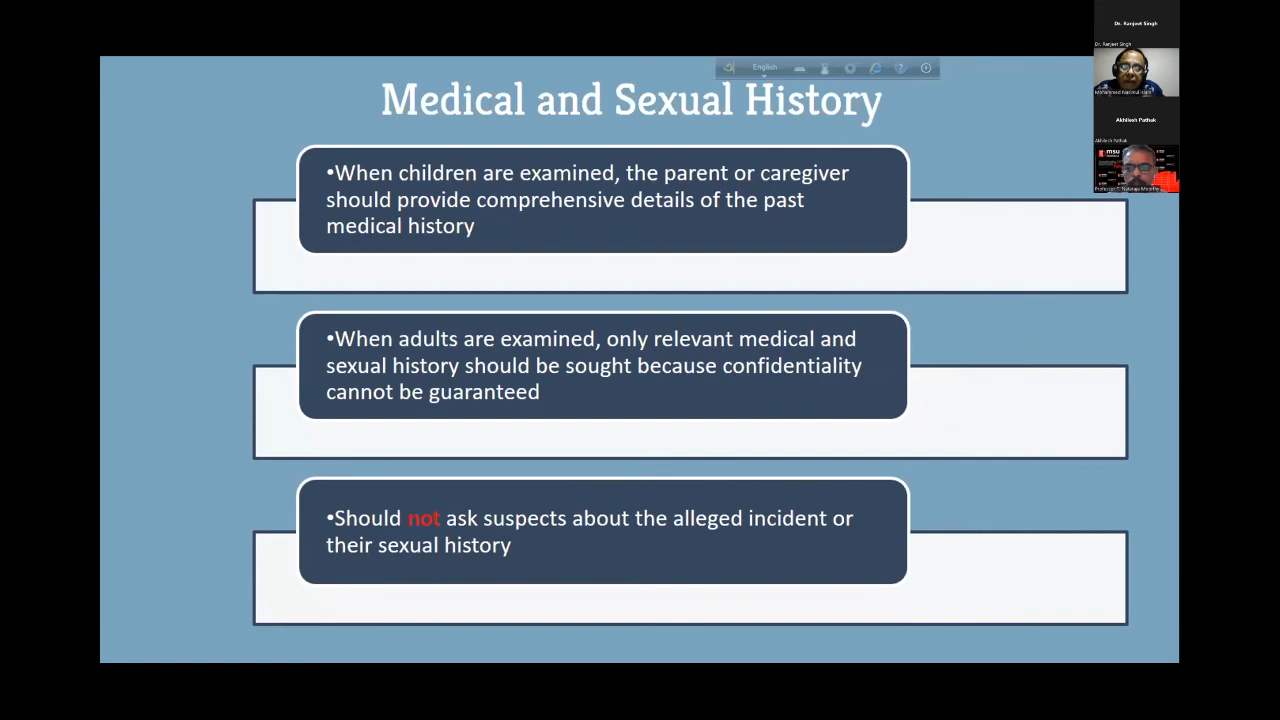 Dr. Ranjeet Singh
Dr. Ranjeet Singh
English
Medical and Sexual History
Mohammed Nasimul Islam
Akhilesh Pathak
Akhilesh Pathak
msu
•When children are examined, the parent or caregiver
should provide comprehensive details of the past
medical history
•When adults are examined, only relevant medical and
sexual history should be sought because confidentiality
cannot be guaranteed
•Should not ask suspects about the alleged incident or
their sexual history